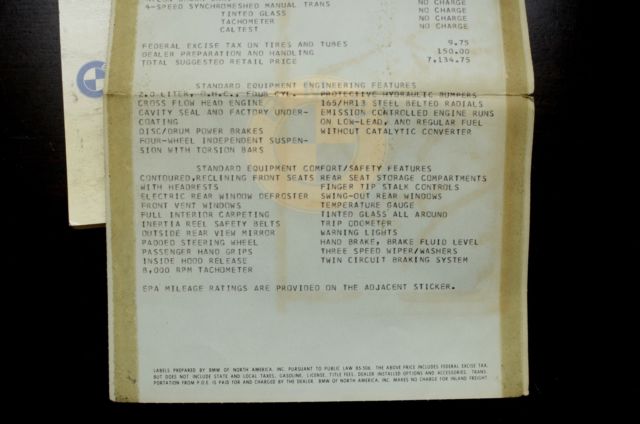 4-SPEED SYNCHROMESHED MANUAL TRANS NO CHARGE
TINTED GLASS NO CHARGE
TACHOMETER NO CHARGE
CALTEST NO CHARGE
FEDERAL EXCISE TAX ON TIRES AND TUBES 9.75
DEALER PREPARATION AND HANDLING 150.00
TOTAL SUGGESTED RETAIL PRICE 7,134.75
STANDARD EQUIPMENT ENGINEERING FEATURES
2.0 LITER, O.H.C., FOUR CYL. PROTECTIVE HYDRAULIC BUMPERS
CROSS FLOW HEAD ENGINE 165/HR13 STEEL BELTED RADIALS
CAVITY SEAL AND FACTORY UNDER- EMISSION CONTROLLED ENGINE RUNS
COATING ON LOW-LEAD, AND REGULAR FUEL
DISC/DRUM POWER BRAKES WITHOUT CATALYTIC CONVERTER
FOUR-WHEEL INDEPENDENT SUSPEN-
SION WITH TORSION BARS
STANDARD EQUIPMENT COMFORT/SAFETY FEATURES
CONTOURED,RECLINING FRONT SEATS REAR SEAT STORAGE COMPARTMENTS
WITH HEADRESTS FINGER TIP STALK CONTROLS
ELECTRIC REAR WINDOW DEFROSTER SWING-OUT REAR WINDOWS
FRONT VENT WINDOWS TEMPERATURE GAUGE
FULL INTERIOR CARPETING TINTED GLASS ALL AROUND
INERTIA REEL SAFETY BELTS TRIP ODOMETER
OUTSIDE REAR VIEW MIRROR WARNING LIGHTS
PADDED STEERING WHEEL HAND BRAKE, BRAKE FLUID LEVEL
PASSENGER HAND GRIPS THREE SPEED WIPER/WASHERS
INSIDE HOOD RELEASE TWIN CIRCUIT BRAKING SYSTEM
8,000 RPM TACHOMETER
EPA MILEAGE RATINGS ARE PROVIDED ON THE ADJACENT STICKER.
LABELS PREPARED BY BMW OF NORTH AMERICA, INC. PURSUANT TO PUBLIC LAW 85-506. THE ABOVE PRICE INCLUDES FEDERAL EXCISE TAX,
BUT DOES NOT INCLUDE STATE AND LOCAL TAXES, GASOLINE, LICENSE, TITLE FEES, DEALER INSTALLED OPTIONS AND ACCESSORIES. TRANS-
PORTATION FROM P.O.E. IS PAID FOR AND CHARGED BY THE DEALER. BMW OF NORTH AMERICA, INC. MAKES NO CHARGE FOR INLAND FREIGHT.